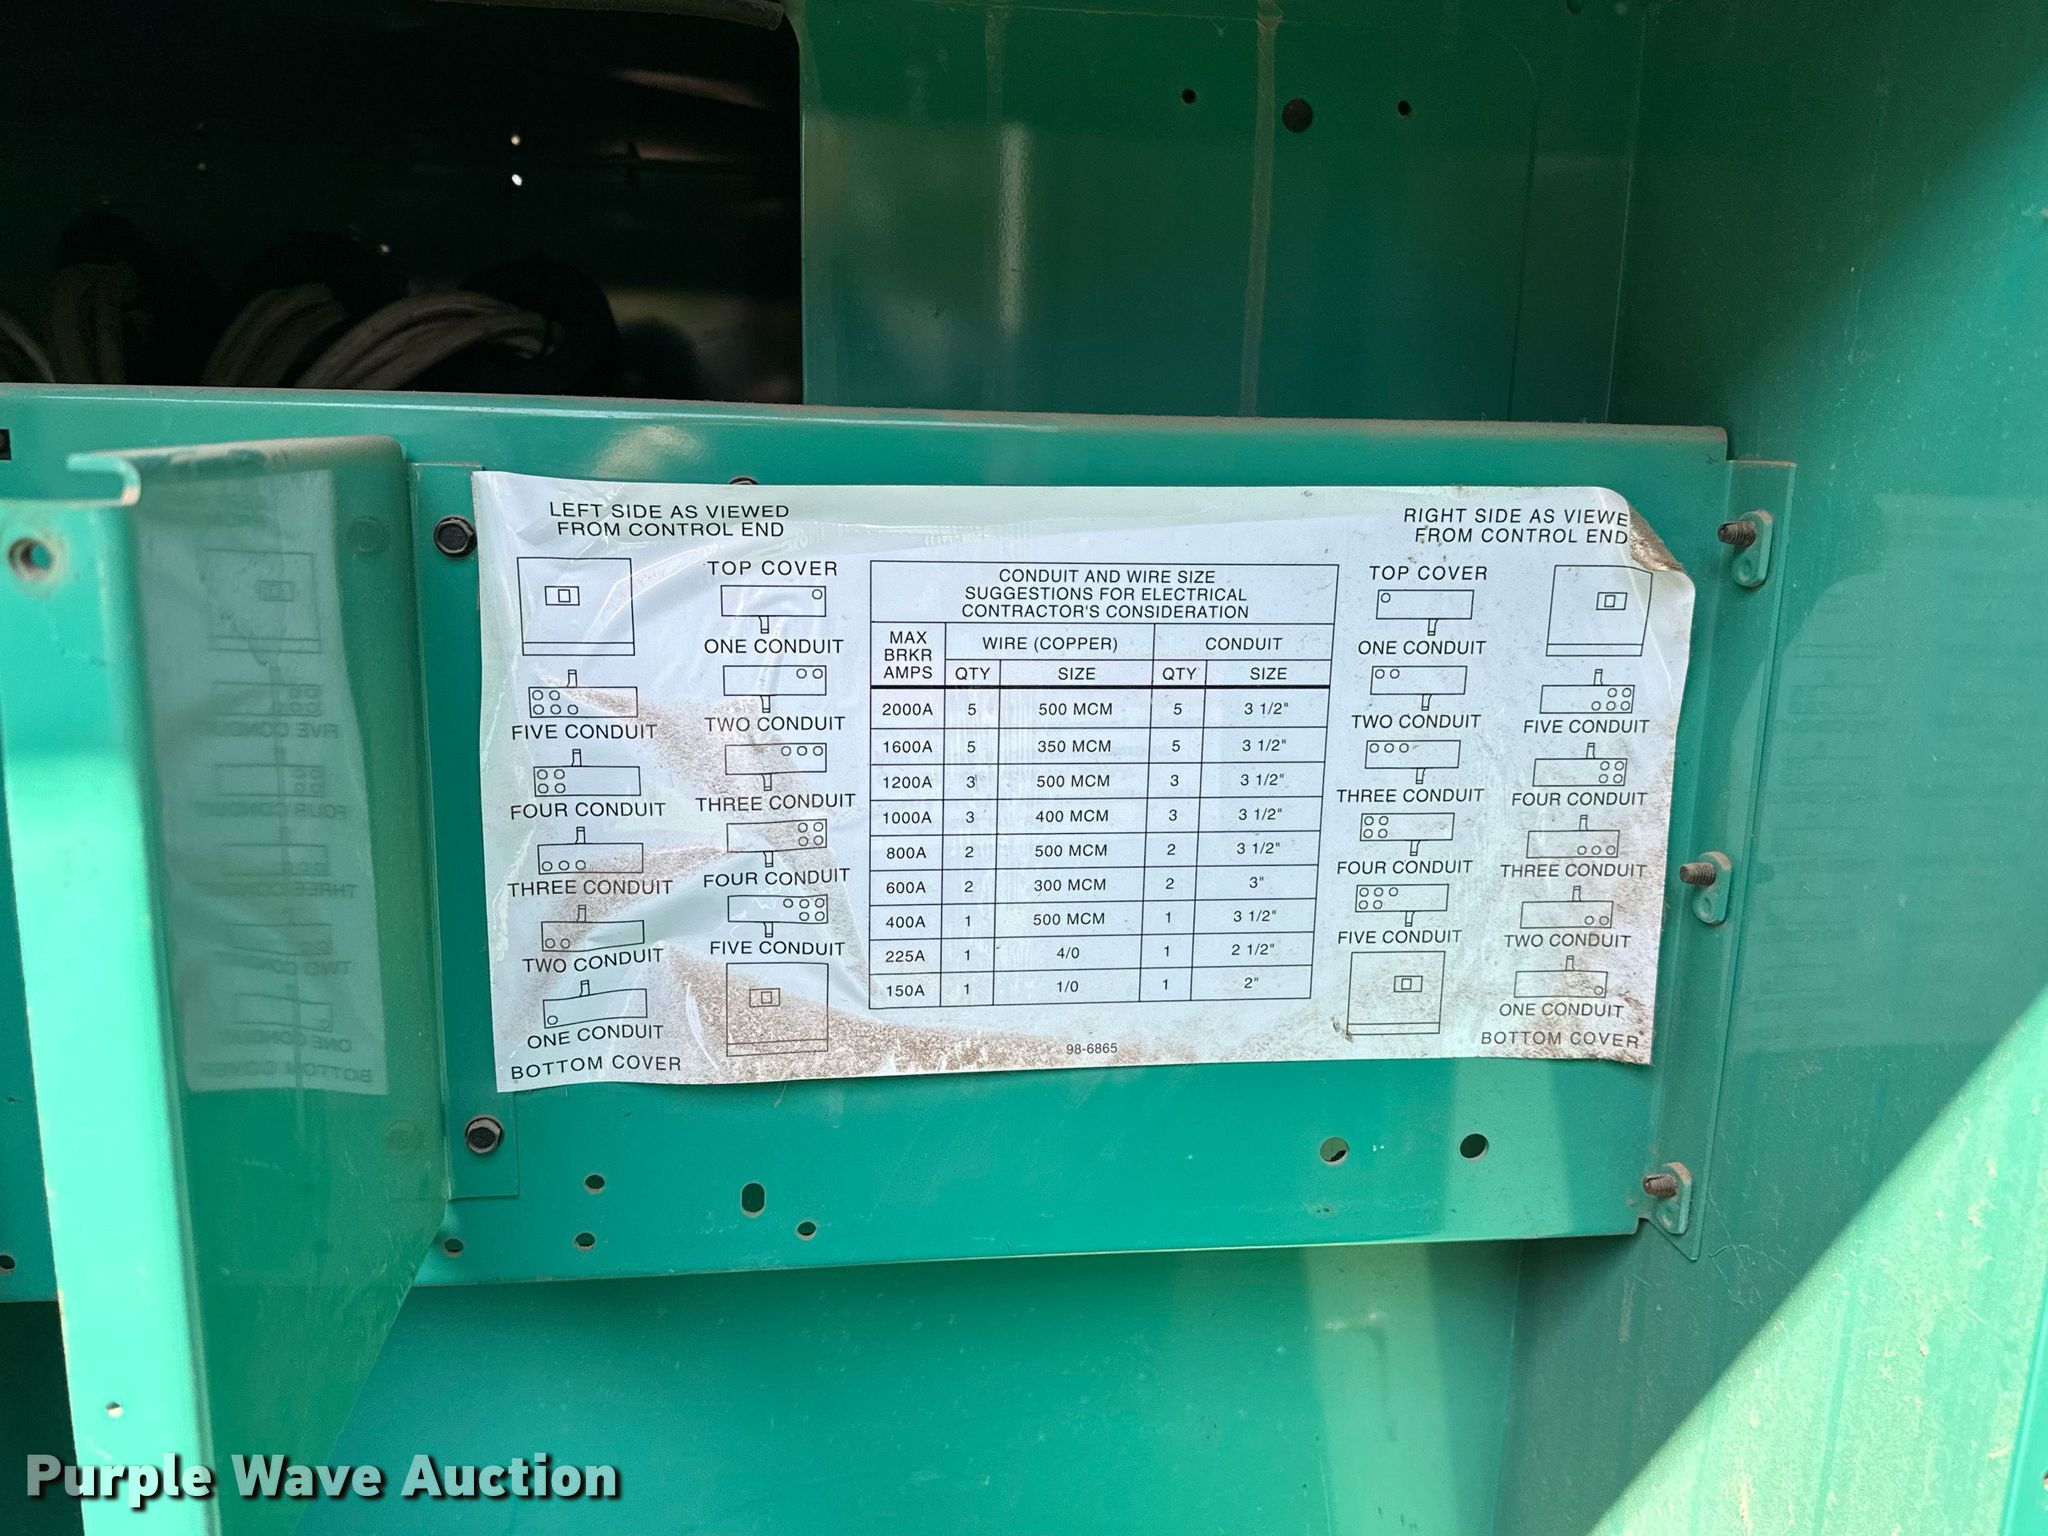 LEFT SIDE AS VIEWED
FROM CONTROL END
TOP COVER
ONE CONDUIT
TWO CONDUIT
THREE CONDUIT
FOUR CONDUIT
FIVE CONDUIT
FIVE CONDUIT
FOUR CONDUIT
THREE CONDUIT
TWO CONDUIT
ONE CONDUIT
BOTTOM COVER
CONDUIT AND WIRE SIZE
SUGGESTIONS FOR ELECTRICAL
CONTRACTOR'S CONSIDERATION
MAX BRKR AMPS WIRE (COPPER) CONDUIT
QTY SIZE QTY SIZE
2000A 5 500 MCM 5 3 1/2"
1600A 5 350 MCM 5 3 1/2"
1200A 3 500 MCM 3 3 1/2"
1000A 3 400 MCM 3 3 1/2"
800A 2 500 MCM 2 3 1/2"
600A 2 300 MCM 2 3"
400A 1 500 MCM 1 3 1/2"
225A 1 4/0 1 2 1/2"
150A 1 1/0 1 2"
98-6865
RIGHT SIDE AS VIEWE
FROM CONTROL END
TOP COVER
ONE CONDUIT
TWO CONDUIT
THREE CONDUIT
FOUR CONDUIT
FIVE CONDUIT
FIVE CONDUIT
FOUR CONDUIT
THREE CONDUIT
TWO CONDUIT
ONE CONDUIT
BOTTOM COVER
Purple Wave Auction